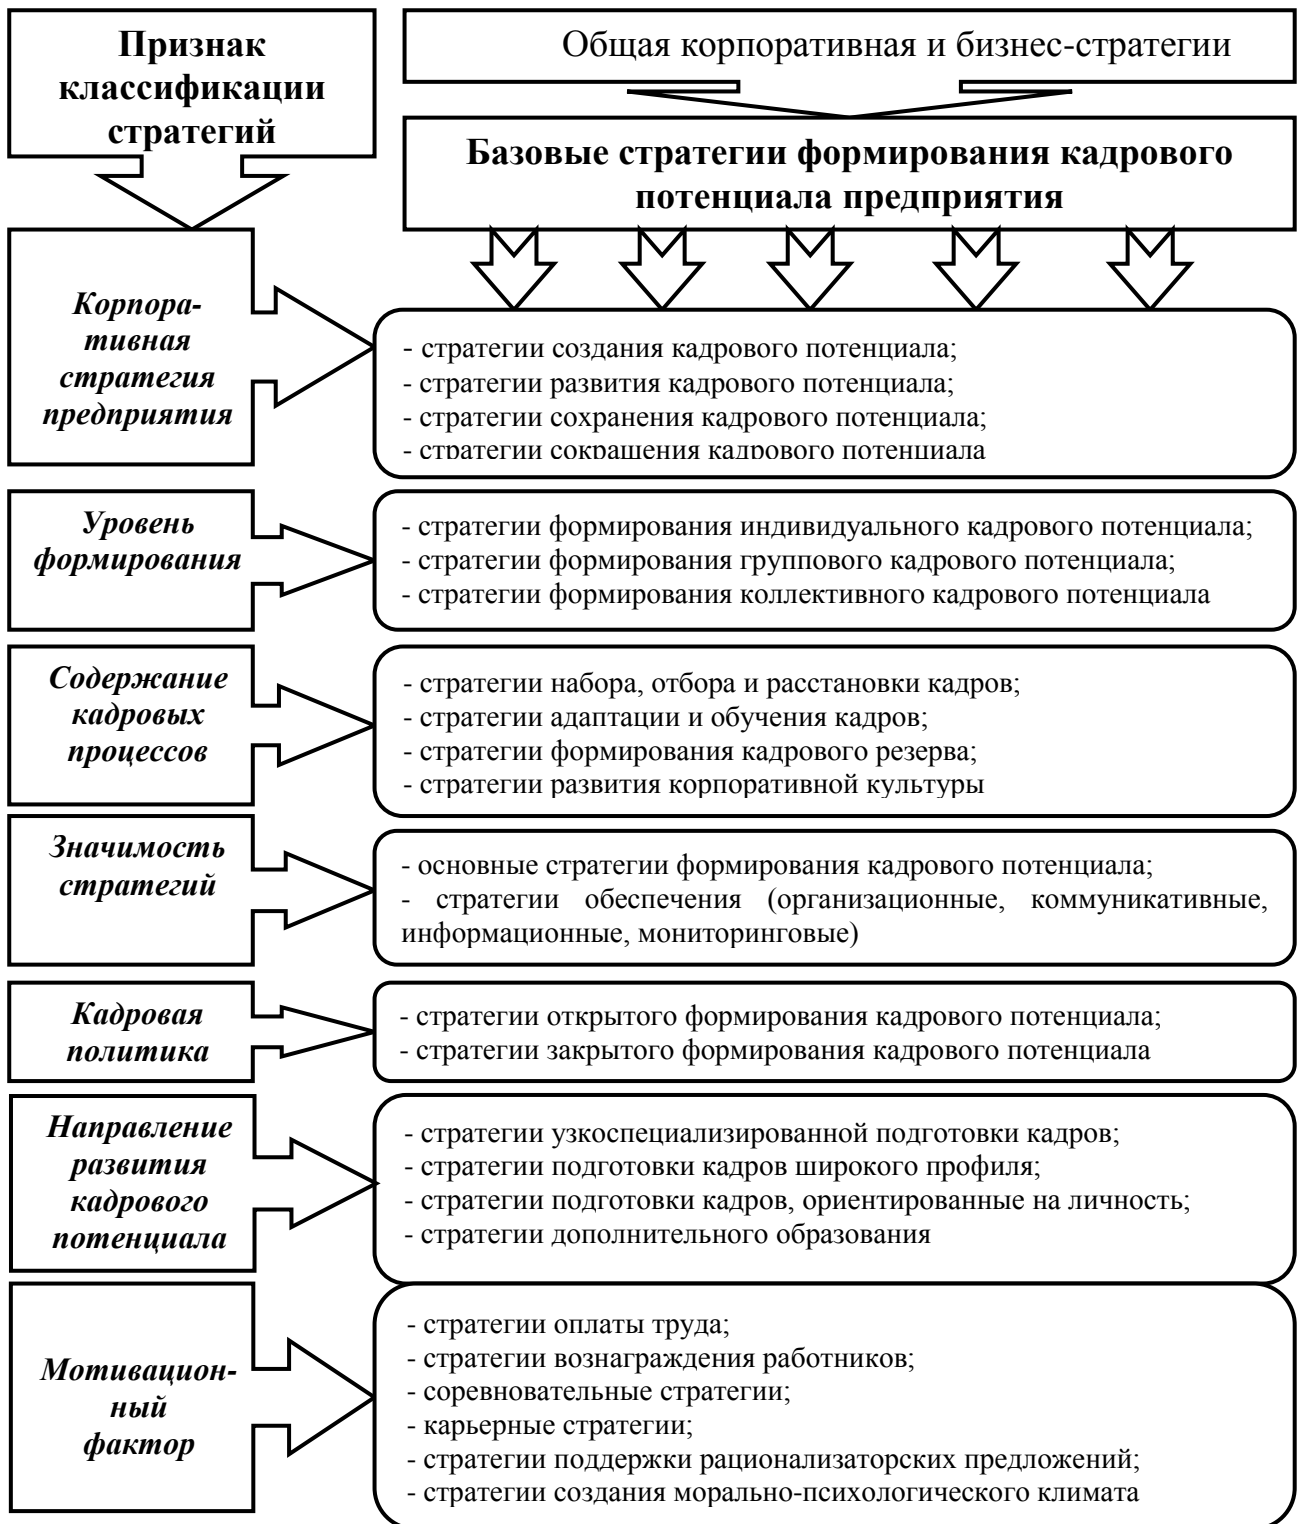 Признак
классификации
стратегий
Общая корпоративная и бизнес-стратегии
Базовые стратегии формирования кадрового
потенциала предприятия
Корпора-
тивная
стратегия
предприятия
- стратегии создания кадрового потенциала;
- стратегии развития кадрового потенциала;
- стратегии сохранения кадрового потенциала;
- стратегии сокращения кадрового потенциала
Уровень
формирования
- стратегии формирования индивидуального кадрового потенциала;
- стратегии формирования группового кадрового потенциала;
- стратегии формирования коллективного кадрового потенциала
Содержание
кадровых
процессов
- стратегии набора, отбора и расстановки кадров;
- стратегии адаптации и обучения кадров;
- стратегии формирования кадрового резерва;
- стратегии развития корпоративной культуры
Значимость
стратегий
- основные стратегии формирования кадрового потенциала;
- стратегии обеспечения (организационные, коммуникативные,
информационные, мониторинговые)
Кадровая
политика
- стратегии открытого формирования кадрового потенциала;
- стратегии закрытого формирования кадрового потенциала
Направление
развития
кадрового
потенциала
- стратегии узкоспециализированной подготовки кадров;
- стратегии подготовки кадров широкого профиля;
- стратегии подготовки кадров, ориентированные на личность;
- стратегии дополнительного образования
Мотивацион-
ный
фактор
- стратегии оплаты труда;
- стратегии вознаграждения работников;
- соревновательные стратегии;
- карьерные стратегии;
- стратегии поддержки рационализаторских предложений;
- стратегии создания морально-психологического климата